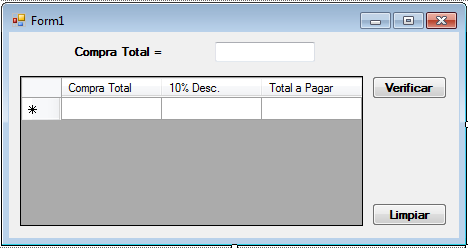 Form1
Compra Total =
Compra Total 10% Desc. Total a Pagar
Verificar
Limpiar